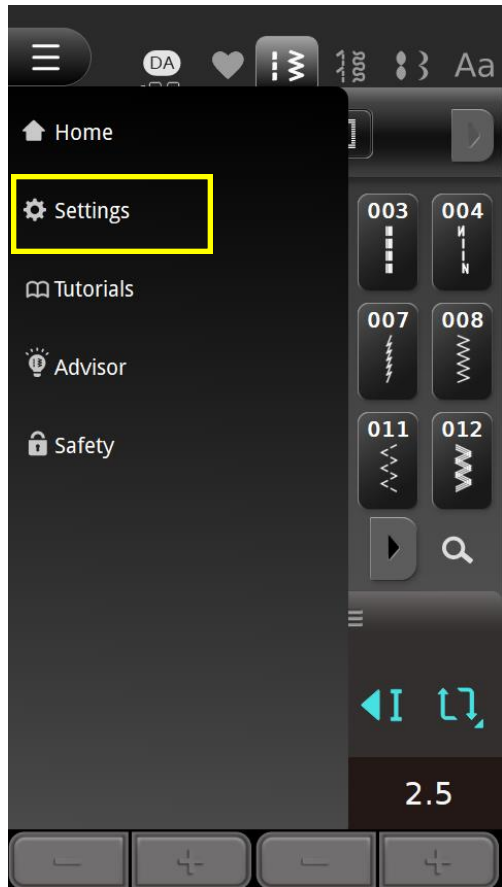 DA Aa
Home
Settings
003 004
Tutorials
007 008
Advisor
011 012
Safety
2.5